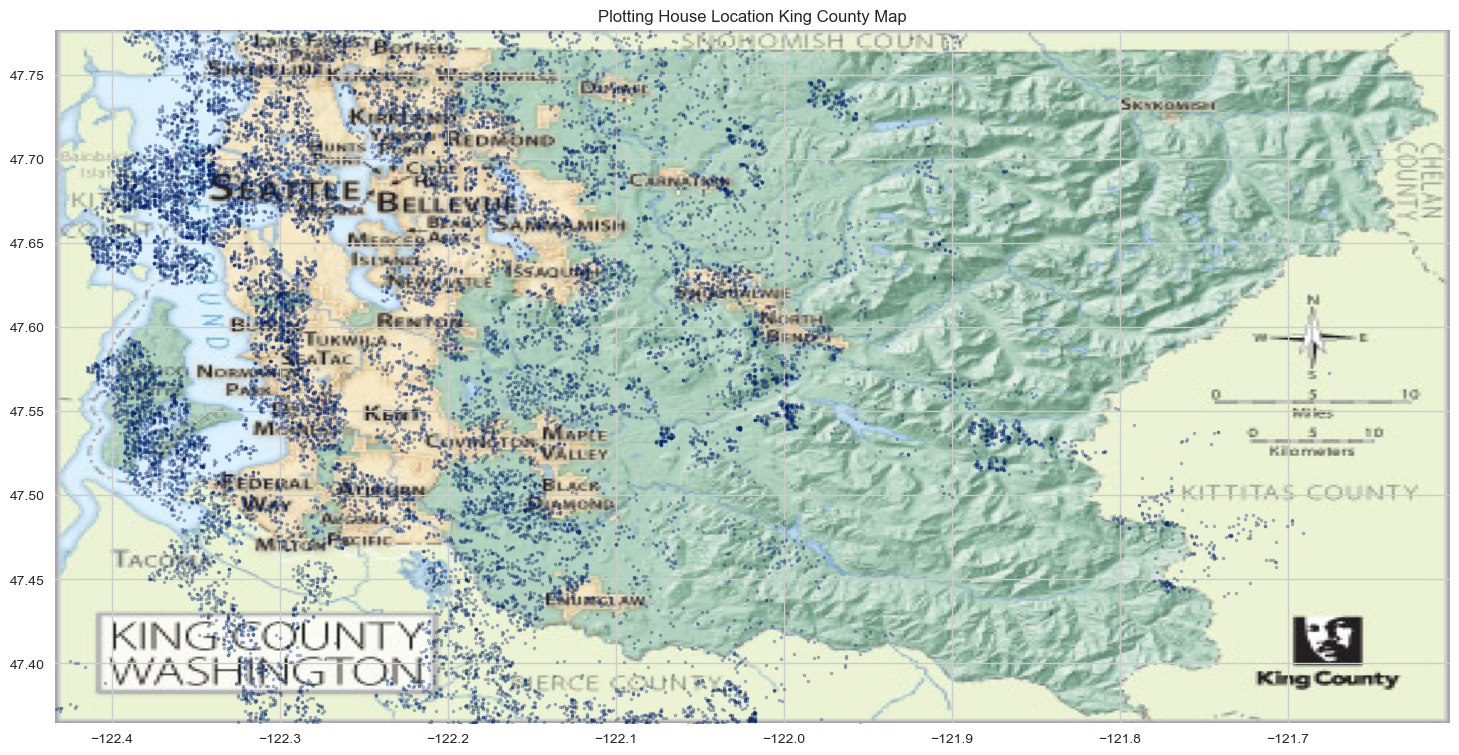 Plotting House Location King County Map
SNOHOMISH COUNTY
LAKE FOREST
PARK
BOTHELL
SHORELINE
KENMORE
WOODINVILLE
DUVALL
SKYKOMISH
KIRKLAND
YARROW
POINT
REDMOND
HUNTS
POINT
CLYDE
HILL
CARNATION
SEATTLE
BELLEVUE
MEDINA
BEAUX
ARTS
SAMMAMISH
MERCER
ISLAND
ISSAQUAH
NEWCASTLE
SNOQUALMIE
NORTH
BEND
RENTON
TUKWILA
SEATAC
NORMANDY
PARK
KENT
DES
MOINES
COVINGTON
MAPLE
VALLEY
BLACK
DIAMOND
FEDERAL
WAY
AUBURN
ALGONA
PACIFIC
MILTON
TACOMA
ENUMCLAW
PIERCE COUNTY
KITTITAS COUNTY
CHELAN
COUNTY
KITSAP
COUNTY
N
W
E
S
0 5 10
Miles
0 5 10
Kilometers
KING COUNTY
WASHINGTON
King County
47.75
47.70
47.65
47.60
47.55
47.50
47.45
47.40
−122.4 −122.3 −122.2 −122.1 −122.0 −121.9 −121.8 −121.7